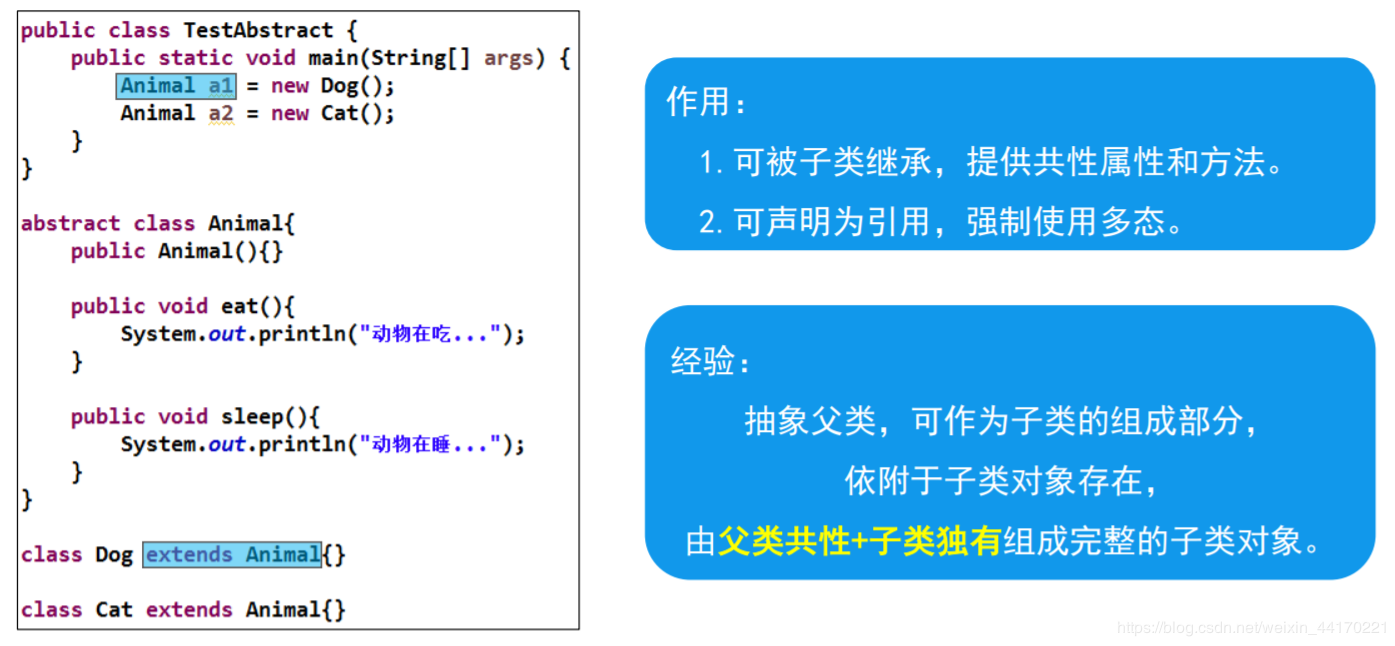 public class TestAbstract {
    public static void main(String[] args) {
        Animal a1 = new Dog();
        Animal a2 = new Cat();
    }
}

abstract class Animal{
    public Animal(){}

    public void eat(){
        System.out.println("动物在吃...");
    }

    public void sleep(){
        System.out.println("动物在睡...");
    }
}

class Dog extends Animal{}

class Cat extends Animal{}
作用：
1.可被子类继承，提供共性属性和方法。
2.可声明为引用，强制使用多态。
经验：
抽象父类，可作为子类的组成部分，
依附于子类对象存在，
由父类共性+子类独有组成完整的子类对象。
https://blog.csdn.net/weixin_44170221